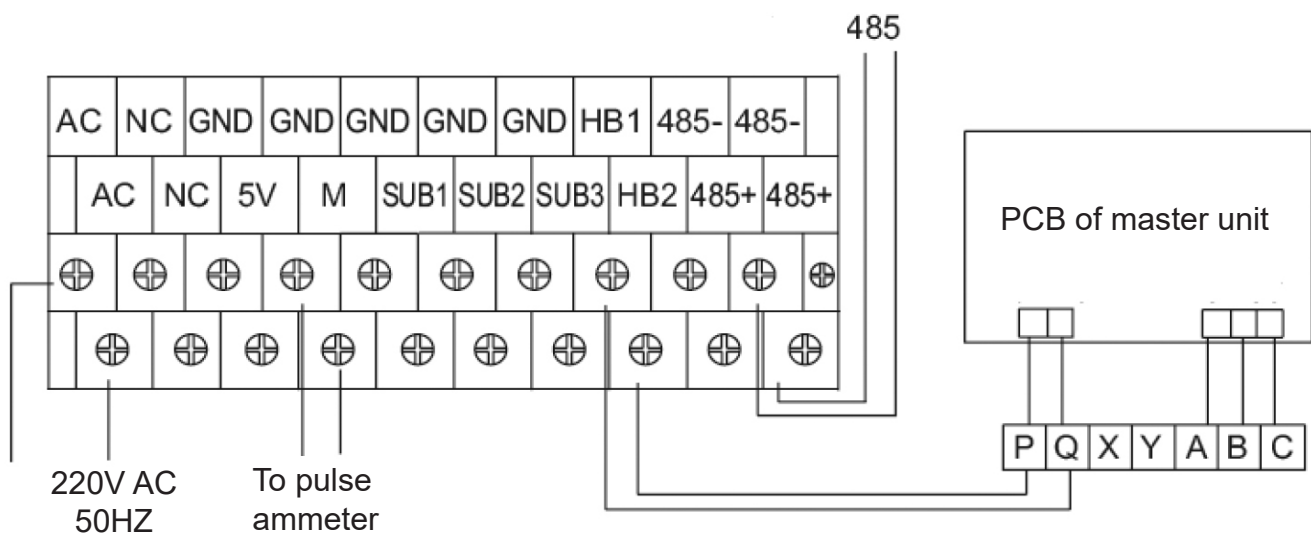 485
AC NC GND GND GND GND GND HB1 485- 485-
AC NC 5V M SUB1 SUB2 SUB3 HB2 485+ 485+
PCB of master unit
P Q X Y A B C
220V AC
50HZ
To pulse
ammeter